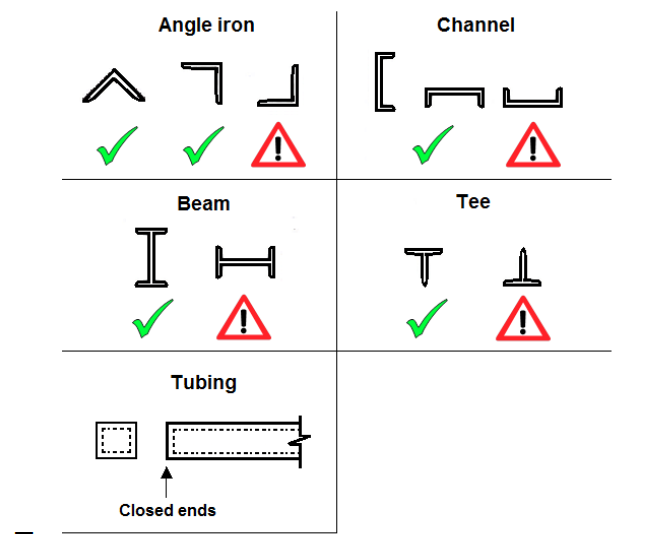 Angle iron
Channel
Beam
Tee
Tubing
Closed ends